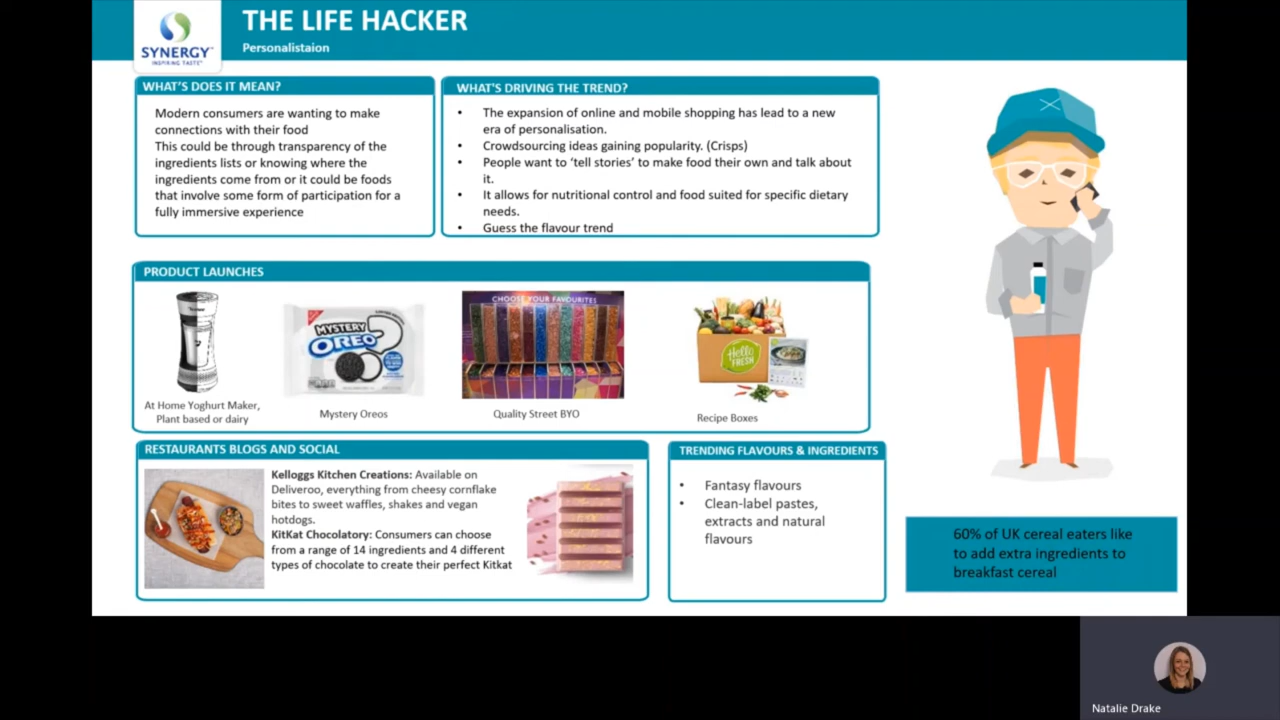 THE LIFE HACKER
Personalistaion
SYNERGY
INSPIRING TASTE
WHAT'S DOES IT MEAN?
Modern consumers are wanting to make
connections with their food
This could be through transparency of the
ingredients lists or knowing where the
ingredients come from or it could be foods
that involve some form of participation for a
fully immersive experience
WHAT'S DRIVING THE TREND?
• The expansion of online and mobile shopping has lead to a new
era of personalisation.
• Crowdsourcing ideas gaining popularity. (Crisps)
• People want to 'tell stories' to make food their own and talk about
it.
• It allows for nutritional control and food suited for specific dietary
needs.
• Guess the flavour trend
PRODUCT LAUNCHES
MYSTERY
OREO
CHOOSE YOUR FAVOURITES
Hello
FRESH
At Home Yoghurt Maker,
Plant based or dairy
Mystery Oreos
Quality Street BYO
Recipe Boxes
RESTAURANTS BLOGS AND SOCIAL
Kelloggs Kitchen Creations: Available on
Deliveroo, everything from cheesy cornflake
bites to sweet waffles, shakes and vegan
hotdogs.
KitKat Chocolatory: Consumers can choose
from a range of 14 ingredients and 4 different
types of chocolate to create their perfect Kitkat
TRENDING FLAVOURS & INGREDIENTS
• Fantasy flavours
• Clean-label pastes,
extracts and natural
flavours
60% of UK cereal eaters like
to add extra ingredients to
breakfast cereal
Natalie Drake